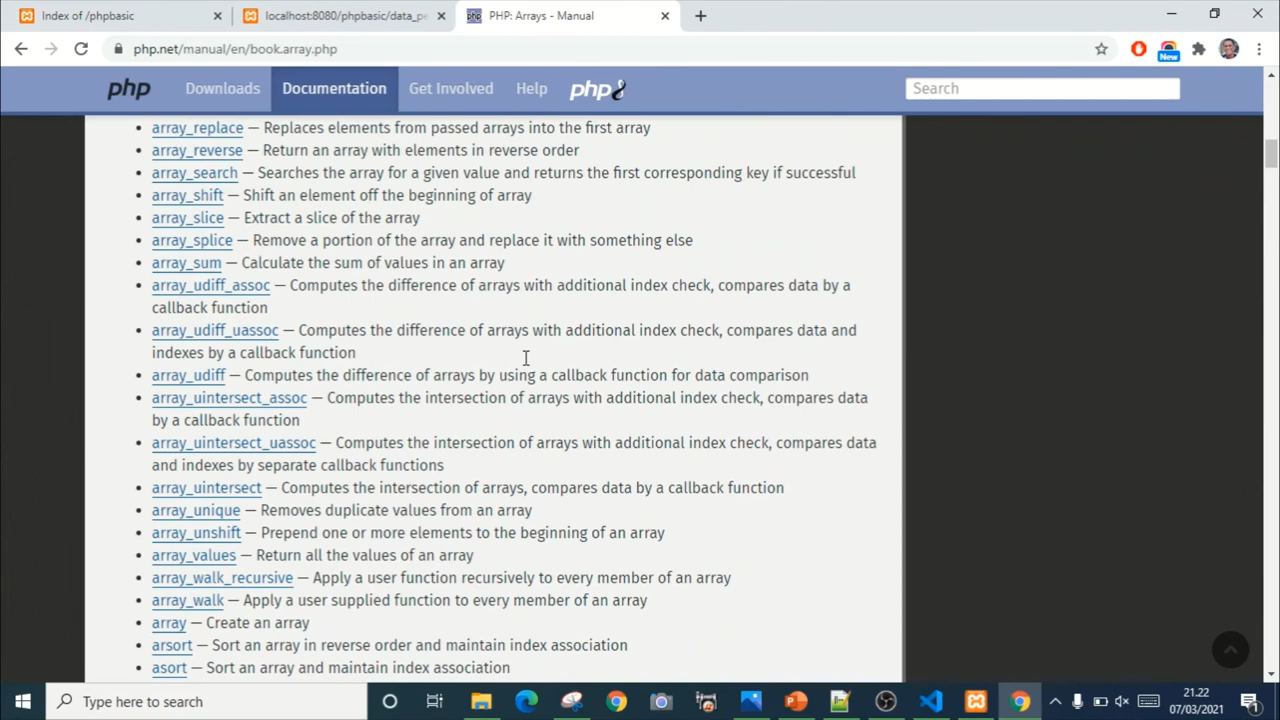 Index of /phpbasic
localhost:8080/phpbasic/data_pe
php PHP: Arrays - Manual
php.net/manual/en/book.array.php
New
php Downloads Documentation Get Involved Help php8 Search
• array_replace — Replaces elements from passed arrays into the first array
• array_reverse — Return an array with elements in reverse order
• array_search — Searches the array for a given value and returns the first corresponding key if successful
• array_shift — Shift an element off the beginning of array
• array_slice — Extract a slice of the array
• array_splice — Remove a portion of the array and replace it with something else
• array_sum — Calculate the sum of values in an array
• array_udiff_assoc — Computes the difference of arrays with additional index check, compares data by a
callback function
• array_udiff_uassoc — Computes the difference of arrays with additional index check, compares data and
indexes by a callback function
• array_udiff — Computes the difference of arrays by using a callback function for data comparison
• array_uintersect_assoc — Computes the intersection of arrays with additional index check, compares data
by a callback function
• array_uintersect_uassoc — Computes the intersection of arrays with additional index check, compares data
and indexes by separate callback functions
• array_uintersect — Computes the intersection of arrays, compares data by a callback function
• array_unique — Removes duplicate values from an array
• array_unshift — Prepend one or more elements to the beginning of an array
• array_values — Return all the values of an array
• array_walk_recursive — Apply a user function recursively to every member of an array
• array_walk — Apply a user supplied function to every member of an array
• array — Create an array
• arsort — Sort an array in reverse order and maintain index association
• asort — Sort an array and maintain index association
Type here to search
21.22
07/03/2021
1